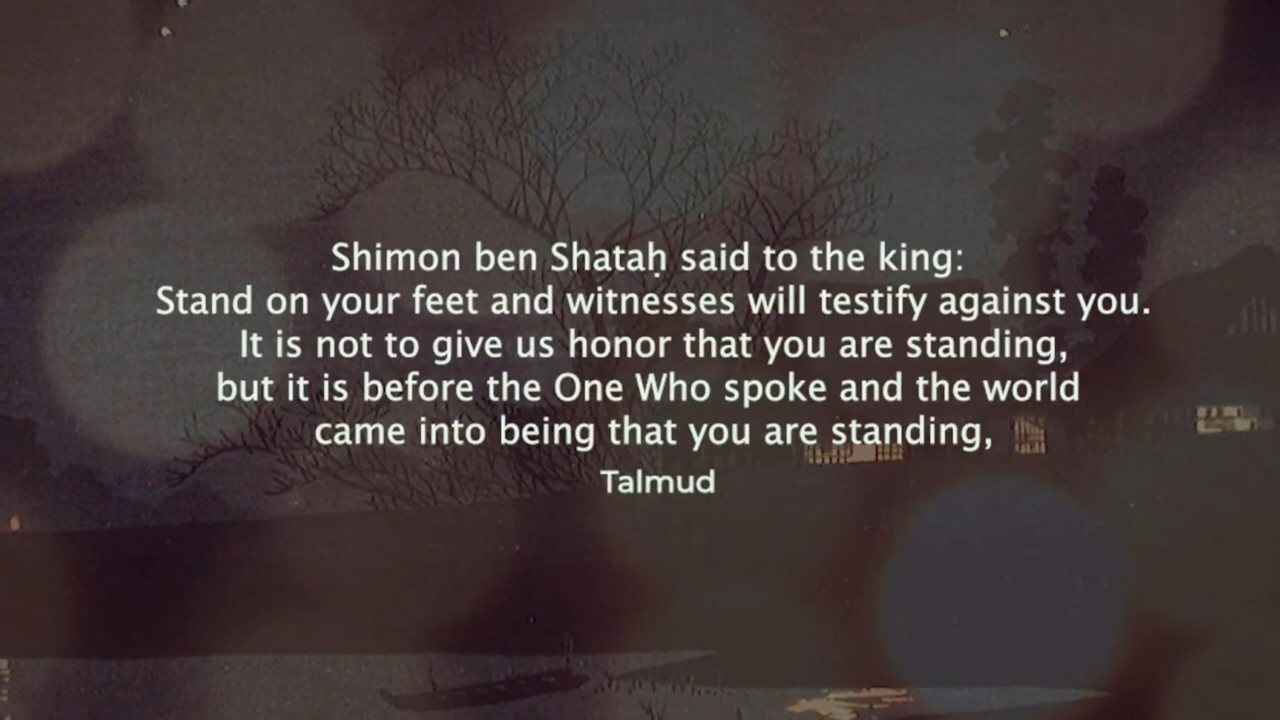 Shimon ben Shataḥ said to the king:
Stand on your feet and witnesses will testify against you.
It is not to give us honor that you are standing,
but it is before the One Who spoke and the world
came into being that you are standing,
Talmud